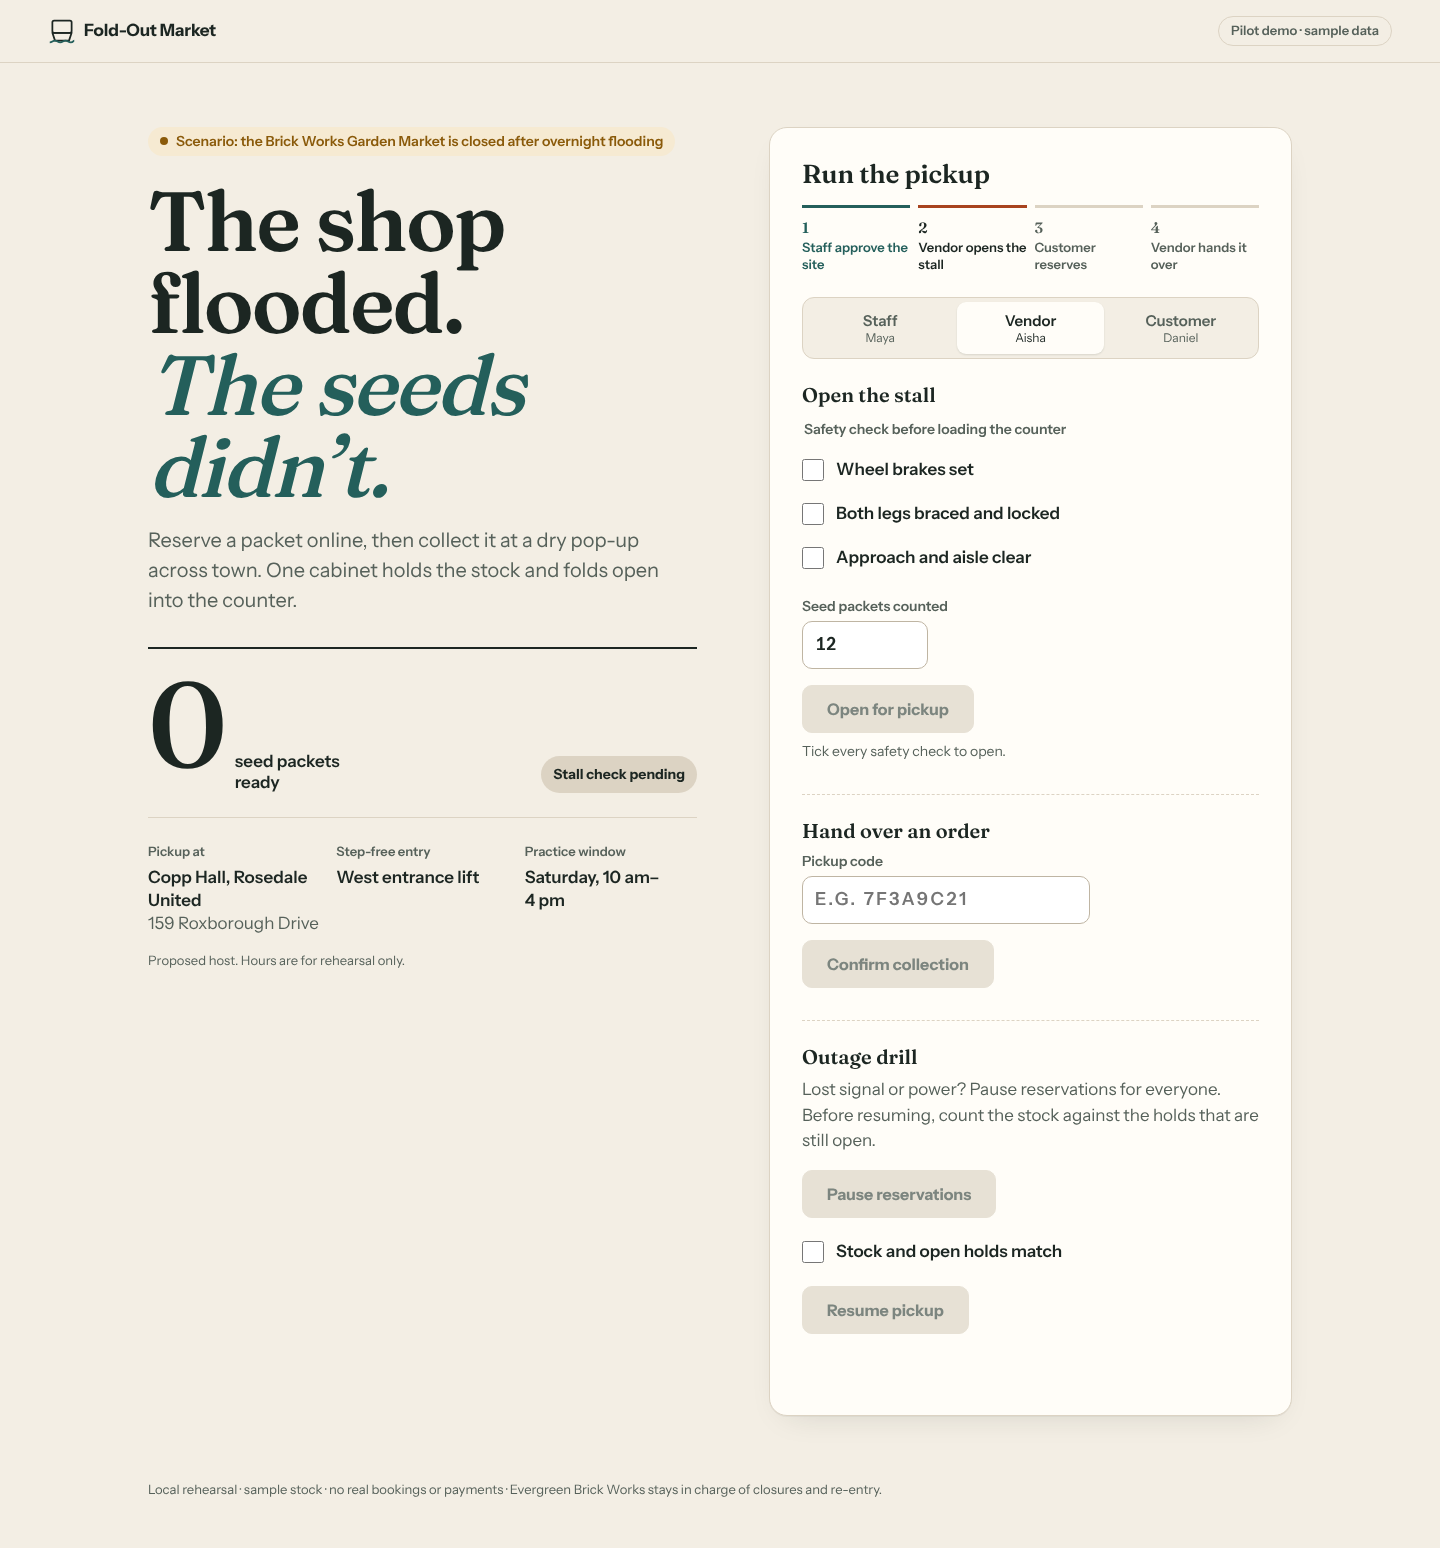 Fold-Out Market
Pilot demo · sample data
Scenario: the Brick Works Garden Market is closed after overnight flooding
The shop
flooded.
The seeds
didn’t.
Reserve a packet online, then collect it at a dry pop-up
across town. One cabinet holds the stock and folds open
into the counter.
0
seed packets
ready
Stall check pending
Pickup at
Copp Hall, Rosedale
United
159 Roxborough Drive
Step-free entry
West entrance lift
Practice window
Saturday, 10 am–
4 pm
Proposed host. Hours are for rehearsal only.
Run the pickup
1
Staff approve the
site
2
Vendor opens the
stall
3
Customer
reserves
4
Vendor hands it
over
Staff
Maya
Vendor
Aisha
Customer
Daniel
Open the stall
Safety check before loading the counter
Wheel brakes set
Both legs braced and locked
Approach and aisle clear
Seed packets counted
12
Open for pickup
Tick every safety check to open.
Hand over an order
Pickup code
E.G. 7F3A9C21
Confirm collection
Outage drill
Lost signal or power? Pause reservations for everyone.
Before resuming, count the stock against the holds that are
still open.
Pause reservations
Stock and open holds match
Resume pickup
Local rehearsal · sample stock · no real bookings or payments · Evergreen Brick Works stays in charge of closures and re-entry.